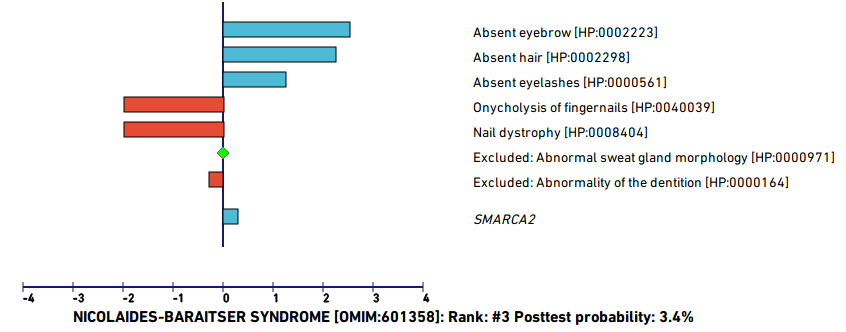 Absent eyebrow [HP:0002223]
Absent hair [HP:0002298]
Absent eyelashes [HP:0000561]
Onycholysis of fingernails [HP:0040039]
Nail dystrophy [HP:0008404]
Excluded: Abnormal sweat gland morphology [HP:0000971]
Excluded: Abnormality of the dentition [HP:0000164]
SMARCA2
-4 -3 -2 -1 0 1 2 3 4
NICOLAIDES-BARAITSER SYNDROME [OMIM:601358]: Rank: #3 Posttest probability: 3.4%